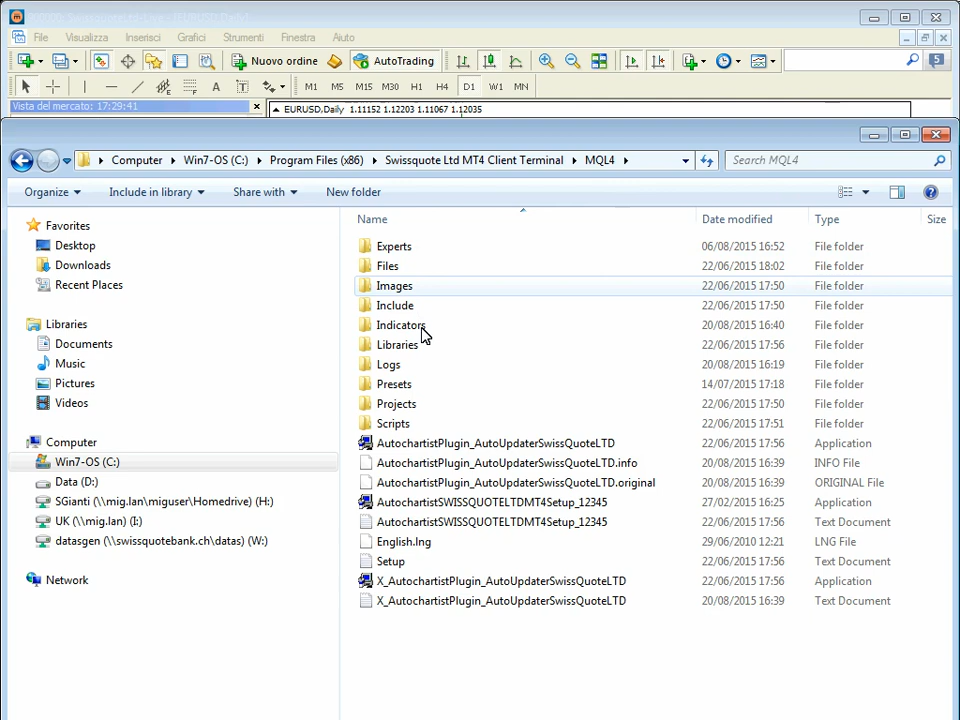 File Visualizza Inserisci Grafici Strumenti Finestra Aiuto
Nuovo ordine AutoTrading 5
A T M1 M5 M15 M30 H1 H4 D1 W1 MN
Vista del mercato: 17:29:41
EURUSD,Daily 1.11152 1.12203 1.11067 1.12035
Computer Win7-OS (C:) Program Files (x86) Swissquote Ltd MT4 Client Terminal MQL4 Search MQL4
Organize Include in library Share with New folder
Name Date modified Type Size
Favorites
Desktop
Downloads
Recent Places
Libraries
Documents
Music
Pictures
Videos
Computer
Win7-OS (C:)
Data (D:)
SGianti (\\mig.lan\miguser\Homedrive) (H:)
UK (\\mig.lan) (I:)
datasgen (\\swissquotebank.ch\datas) (W:)
Network
Experts 06/08/2015 16:52 File folder
Files 22/06/2015 18:02 File folder
Images 22/06/2015 17:50 File folder
Include 22/06/2015 17:50 File folder
Indicators 20/08/2015 16:40 File folder
Libraries 22/06/2015 17:56 File folder
Logs 20/08/2015 16:19 File folder
Presets 14/07/2015 17:18 File folder
Projects 22/06/2015 17:50 File folder
Scripts 22/06/2015 17:51 File folder
AutochartistPlugin_AutoUpdaterSwissQuoteLTD 22/06/2015 17:56 Application
AutochartistPlugin_AutoUpdaterSwissQuoteLTD.info 20/08/2015 16:39 INFO File
AutochartistPlugin_AutoUpdaterSwissQuoteLTD.original 20/08/2015 16:39 ORIGINAL File
AutochartistSWISSQUOTELTDMT4Setup_12345 27/02/2015 16:25 Application
AutochartistSWISSQUOTELTDMT4Setup_12345 22/06/2015 17:56 Text Document
English.lng 29/06/2010 12:21 LNG File
Setup 22/06/2015 17:56 Text Document
X_AutochartistPlugin_AutoUpdaterSwissQuoteLTD 22/06/2015 17:56 Application
X_AutochartistPlugin_AutoUpdaterSwissQuoteLTD 20/08/2015 16:39 Text Document